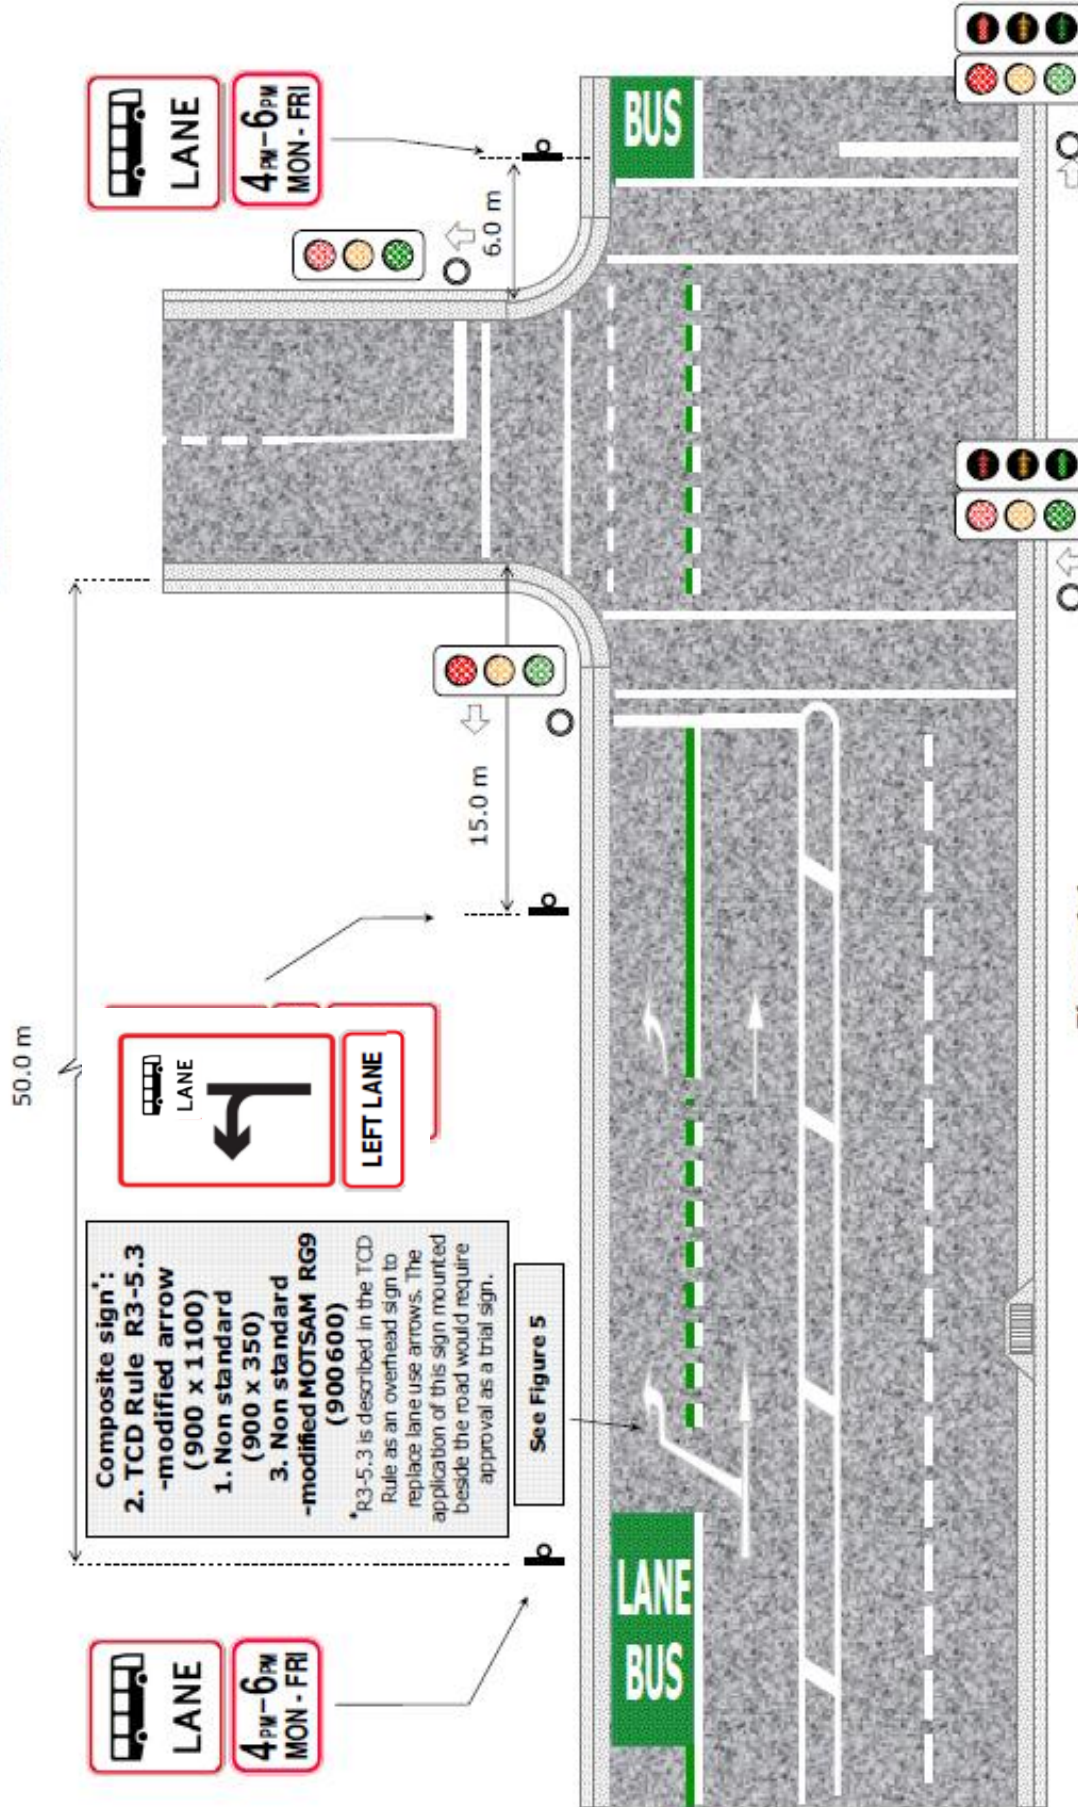 50.0 m
LANE
4PM-6PM
MON - FRI
Composite sign*:
2. TCD Rule R3-5.3
-modified arrow
(900 x 1100)
1. Non standard
(900 x 350)
3. Non standard
-modified MOTSAM RG9
(900600)
*R3-5.3 is described in the TCD
Rule as an overhead sign to
replace lane use arrows. The
application of this sign mounted
beside the road would require
approval as a trial sign.
See Figure 5
LANE
LEFT LANE
15.0 m
LANE
4PM-6PM
MON - FRI
6.0 m
LANE
BUS
BUS